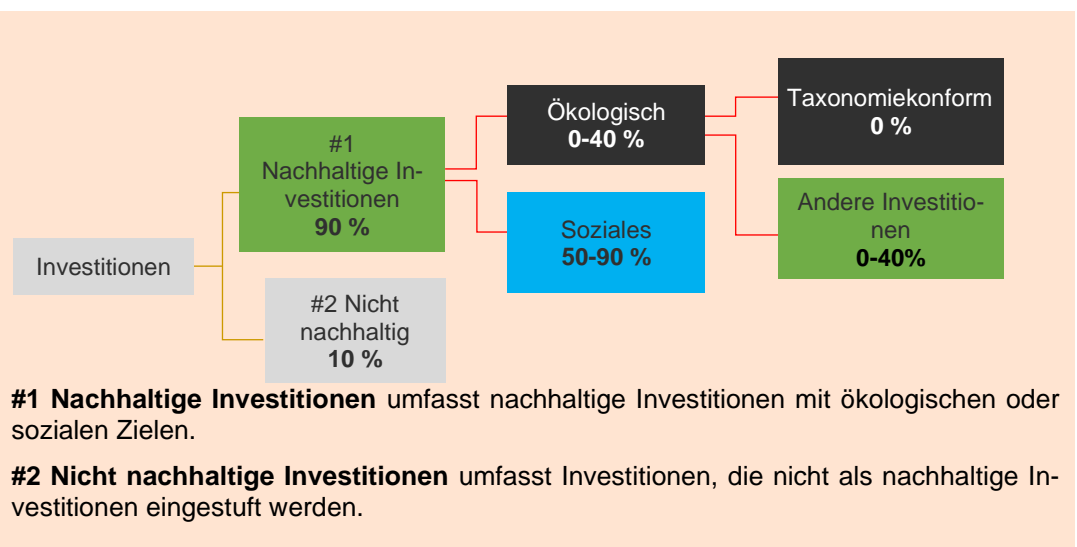 Investitionen
#1
Nachhaltige In-
vestitionen
90 %
#2 Nicht
nachhaltig
10 %
Ökologisch
0-40 %
Soziales
50-90 %
Taxonomiekonform
0 %
Andere Investitio-
nen
0-40%
#1 Nachhaltige Investitionen umfasst nachhaltige Investitionen mit ökologischen oder
sozialen Zielen.
#2 Nicht nachhaltige Investitionen umfasst Investitionen, die nicht als nachhaltige In-
vestitionen eingestuft werden.